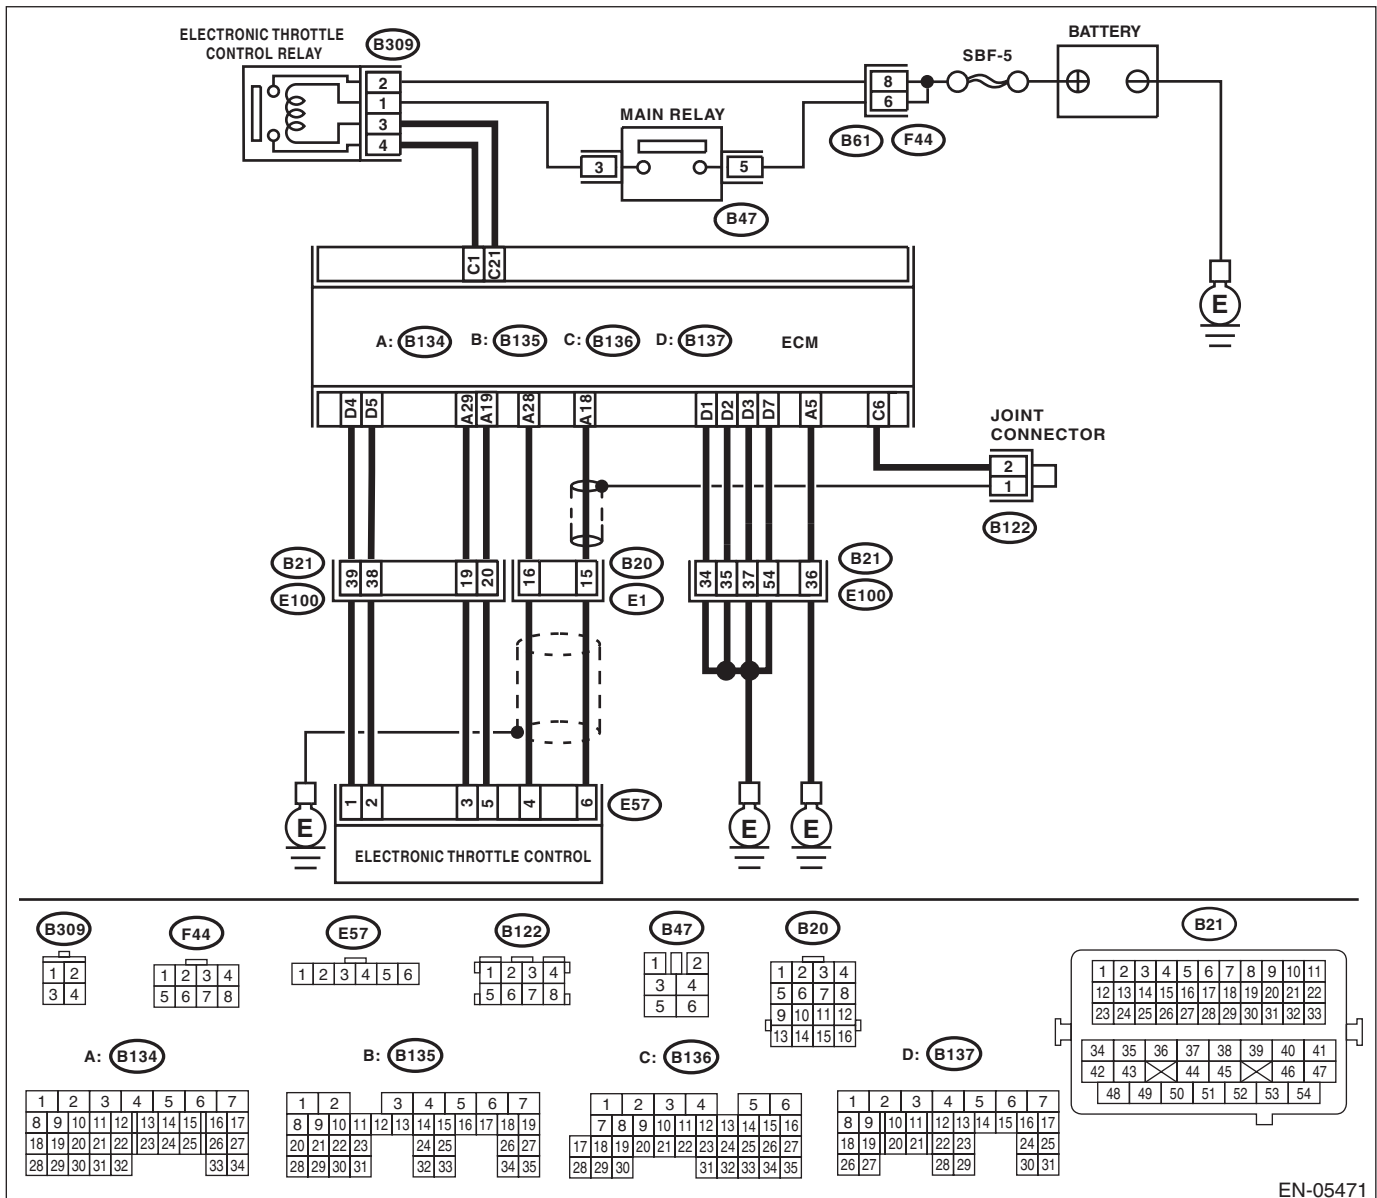 ELECTRONIC THROTTLE
CONTROL RELAY
B309
2
1
3
4
MAIN RELAY
3
5
B47
8
6
B61
F44
SBF-5
BATTERY
E
C1
C21
A: B134 B: B135 C: B136 D: B137 ECM
D4 D5 A29 A19 A28 A18 D1 D2 D3 D7 A5 C6
JOINT
CONNECTOR
2
1
B122
B21
E100
39 38 19 20 16 15
B20
E1
34 35 37 54 36
B21
E100
E
1 2 3 5 4 6
E57
E E
ELECTRONIC THROTTLE CONTROL
B309
1 2
3 4
F44
1 2 3 4
5 6 7 8
E57
1 2 3 4 5 6
B122
1 2 3 4
5 6 7 8
B47
1 2
3 4
5 6
B20
1 2 3 4
5 6 7 8
9 10 11 12
13 14 15 16
B21
1 2 3 4 5 6 7 8 9 10 11
12 13 14 15 16 17 18 19 20 21 22
23 24 25 26 27 28 29 30 31 32 33
34 35 36 37 38 39 40 41
42 43 44 45 46 47
48 49 50 51 52 53 54
A: B134
1 2 3 4 5 6 7
8 9 10 11 12 13 14 15 16 17
18 19 20 21 22 23 24 25 26 27
28 29 30 31 32 33 34
B: B135
1 2 3 4 5 6 7
8 9 10 11 12 13 14 15 16 17 18 19
20 21 22 23 24 25 26 27
28 29 30 31 32 33 34 35
C: B136
1 2 3 4 5 6
7 8 9 10 11 12 13 14 15 16
17 18 19 20 21 22 23 24 25 26 27
28 29 30 31 32 33 34 35
D: B137
1 2 3 4 5 6 7
8 9 10 11 12 13 14 15 16 17
18 19 20 21 22 23 24 25
26 27 28 29 30 31
EN-05471